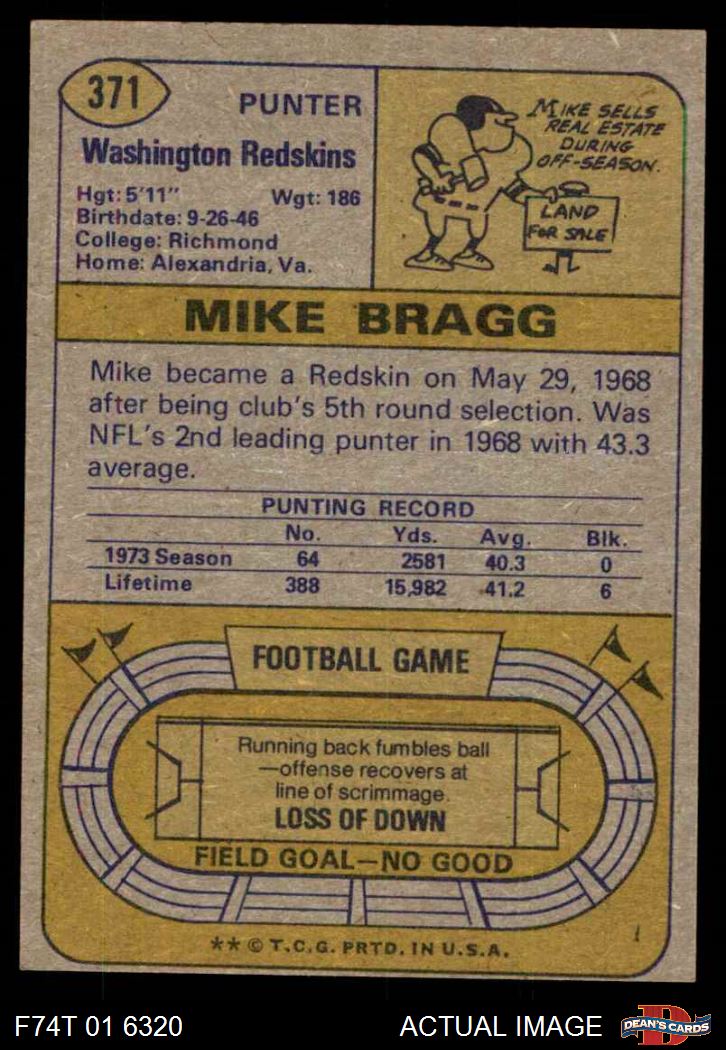 371
PUNTER
Washington Redskins
Hgt: 5'11" Wgt: 186
Birthdate: 9-26-46
College: Richmond
Home: Alexandria, Va.
MIKE SELLS
REAL ESTATE
DURING
OFF-SEASON.
LAND
FOR SALE
MIKE BRAGG
Mike became a Redskin on May 29, 1968
after being club's 5th round selection. Was
NFL's 2nd leading punter in 1968 with 43.3
average.
PUNTING RECORD
No. Yds. Avg. Blk.
1973 Season 64 2581 40.3 0
Lifetime 388 15,982 41.2 6
FOOTBALL GAME
Running back fumbles ball
—offense recovers at
line of scrimmage.
LOSS OF DOWN
FIELD GOAL—NO GOOD
** © T.C.G. PRTD. IN U.S.A.
F74T 01 6320 ACTUAL IMAGE D DEAN'S CARDS